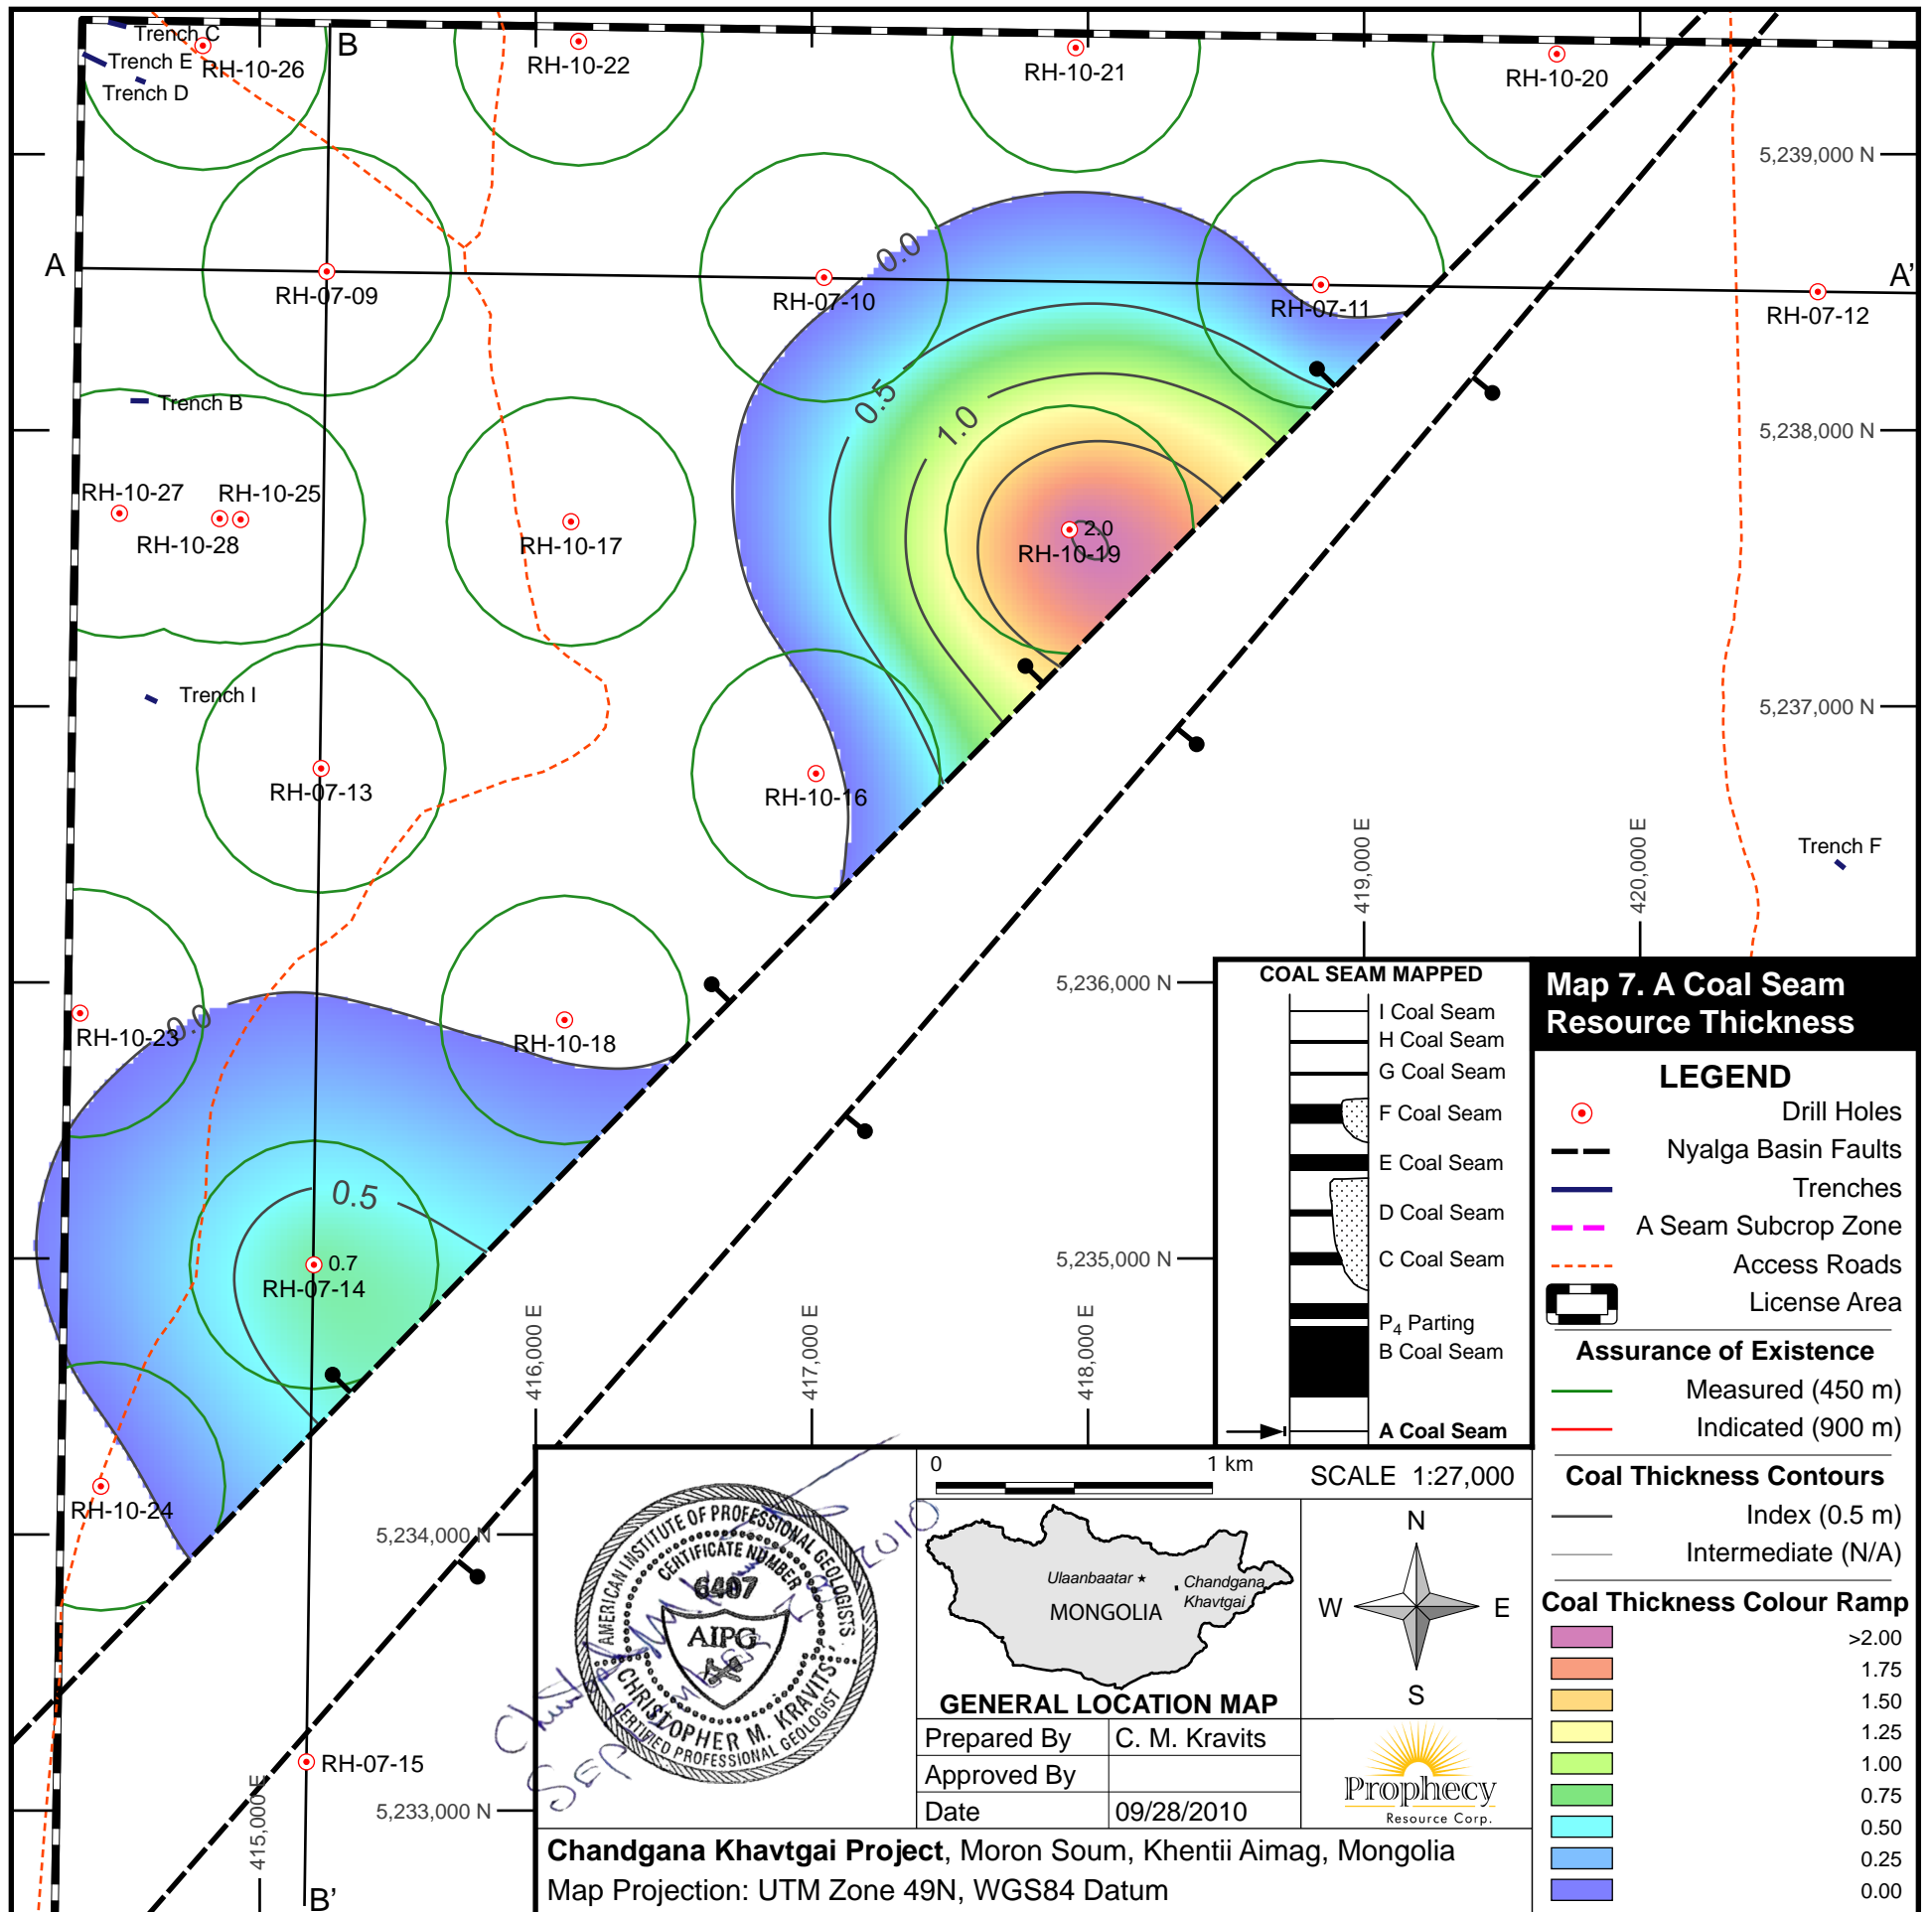 Trench C
B
Trench E
RH-10-26
Trench D
RH-10-22
RH-10-21
RH-10-20
5,239,000 N
A
0.0
A'
RH-07-09
RH-07-10
RH-07-11
RH-07-12
Trench B
0.5
1.0
5,238,000 N
RH-10-27
RH-10-25
RH-10-28
RH-10-17
2.0
RH-10-19
Trench I
5,237,000 N
RH-07-13
RH-10-16
419,000 E
420,000 E
Trench F
RH-10-23
0.0
RH-10-18
5,236,000 N
0.5
0.7
RH-07-14
5,235,000 N
416,000 E
417,000 E
418,000 E
RH-10-24
5,234,000 N
RH-07-15
415,000E
5,233,000 N
B'
COAL SEAM MAPPED
I Coal Seam
H Coal Seam
G Coal Seam
F Coal Seam
E Coal Seam
D Coal Seam
C Coal Seam
P4 Parting
B Coal Seam
A Coal Seam
Map 7. A Coal Seam
Resource Thickness
LEGEND
Drill Holes
Nyalga Basin Faults
Trenches
A Seam Subcrop Zone
Access Roads
License Area
Assurance of Existence
Measured (450 m)
Indicated (900 m)
Coal Thickness Contours
Index (0.5 m)
Intermediate (N/A)
Coal Thickness Colour Ramp
>2.00
1.75
1.50
1.25
1.00
0.75
0.50
0.25
0.00
AMERICAN INSTITUTE OF PROFESSIONAL GEOLOGISTS
CERTIFICATE NUMBER
6407
AIPG
CHRISTOPHER M. KRAVITS
CERTIFIED PROFESSIONAL GEOLOGIST
2010
0 1 km
SCALE 1:27,000
Ulaanbaatar
Chandgana
Khavtgai
MONGOLIA
GENERAL LOCATION MAP
N
W
E
S
Prepared By C. M. Kravits
Approved By
Date 09/28/2010
Prophecy
Resource Corp.
Chandgana Khavtgai Project, Moron Soum, Khentii Aimag, Mongolia
Map Projection: UTM Zone 49N, WGS84 Datum